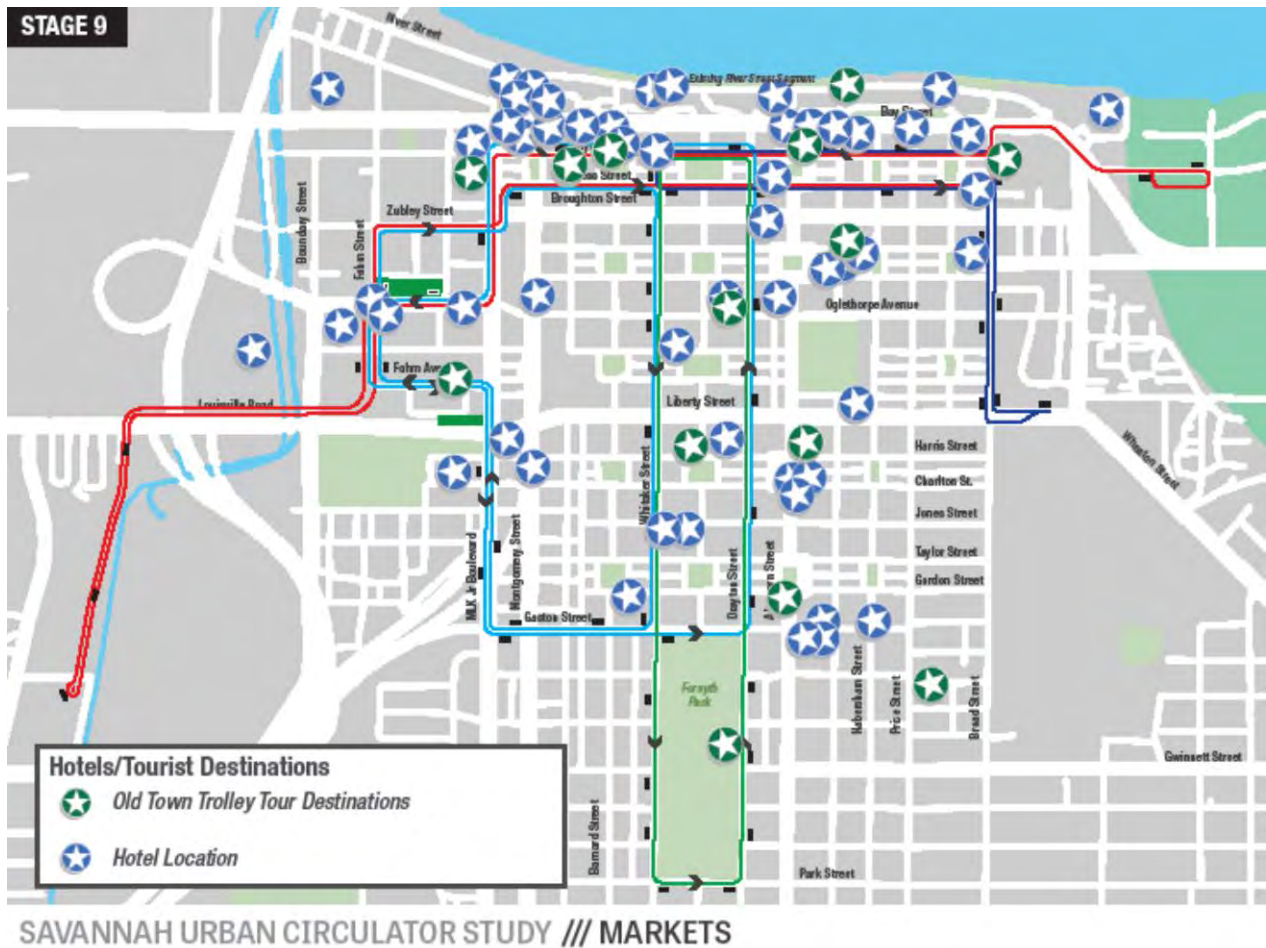 STAGE 9
River Street
Existing River Street Segment
Bay Street
Broughton Street
Zubley Street
Boundary Street
Fahm Street
Oglethorpe Avenue
Fahm
Louisville Road
Liberty Street
Harris Street
Whitaker Street
Wheaton Street
Charlton St.
Jones Street
MLK Jr Boulevard
Montgomery Street
Taylor Street
Drayton Street
Gordon Street
Gaston Street
Habersham Street
Price Street
Broad Street
Forsyth
Park
Gwinnett Street
Hotels/Tourist Destinations
Old Town Trolley Tour Destinations
Hotel Location
Barnard Street
Park Street
SAVANNAH URBAN CIRCULATOR STUDY /// MARKETS